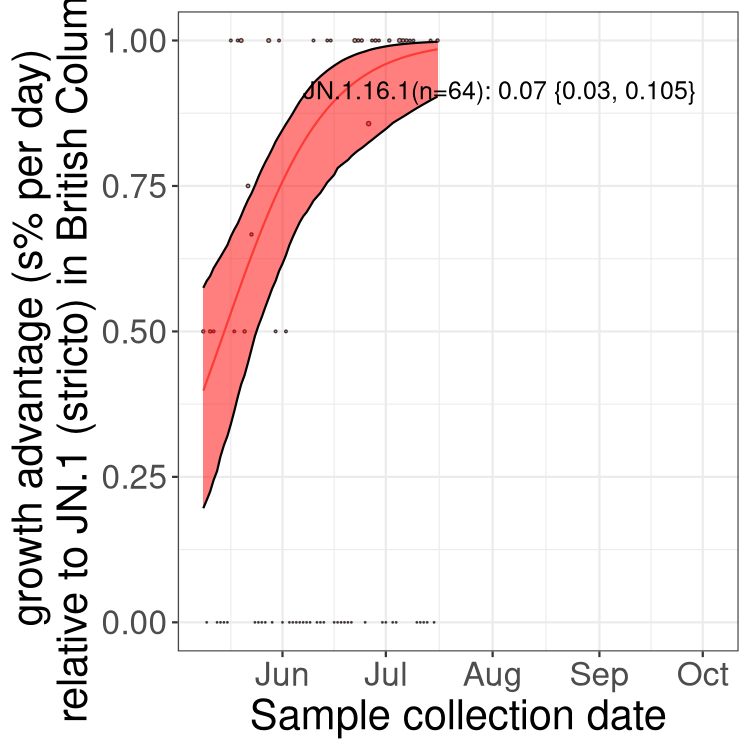 growth advantage (s% per day)
relative to JN.1 (stricto) in British Colum
1.00
0.75
0.50
0.25
0.00
JN.1.16.1(n=64): 0.07 {0.03, 0.105}
Jun Jul Aug Sep Oct
Sample collection date